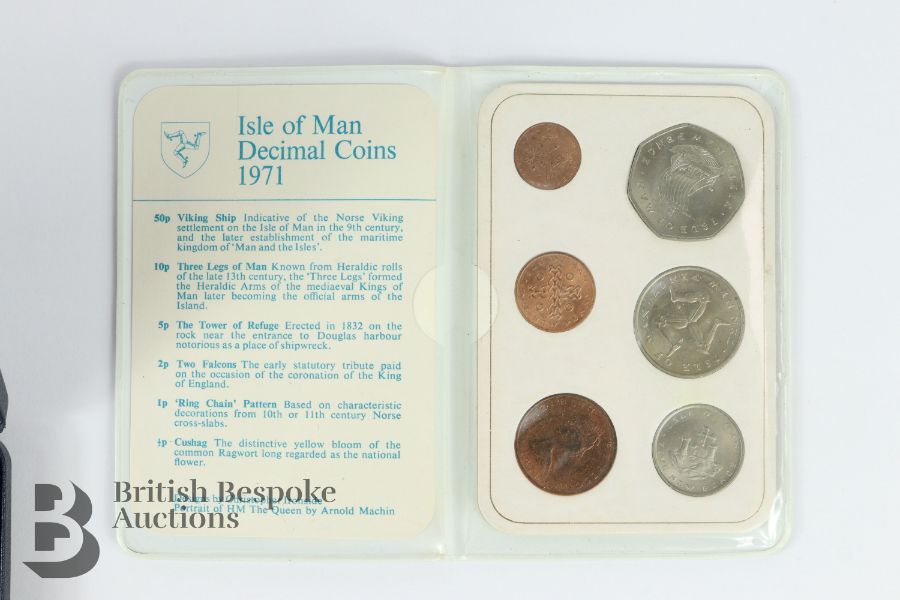 Isle of Man
Decimal Coins
1971
50p Viking Ship Indicative of the Norse Viking
settlement on the Isle of Man in the 9th century,
and the later establishment of the maritime
kingdom of 'Man and the Isles'.
10p Three Legs of Man Known from Heraldic rolls
of the late 13th century, the 'Three Legs' formed
the Heraldic Arms of the mediaeval Kings of
Man later becoming the official arms of the
Island.
5p The Tower of Refuge Erected in 1832 on the
rock near the entrance to Douglas harbour
notorious as a place of shipwreck.
2p Two Falcons The early statutory tribute paid
on the occasion of the coronation of the King
of England.
1p 'Ring Chain' Pattern Based on characteristic
decorations from 10th or 11th century Norse
cross-slabs.
½p Cushag The distinctive yellow bloom of the
common Ragwort long regarded as the national
flower.
Designs by Christopher Ironside
Portrait of HM The Queen by Arnold Machin
B
British Bespoke
Auctions